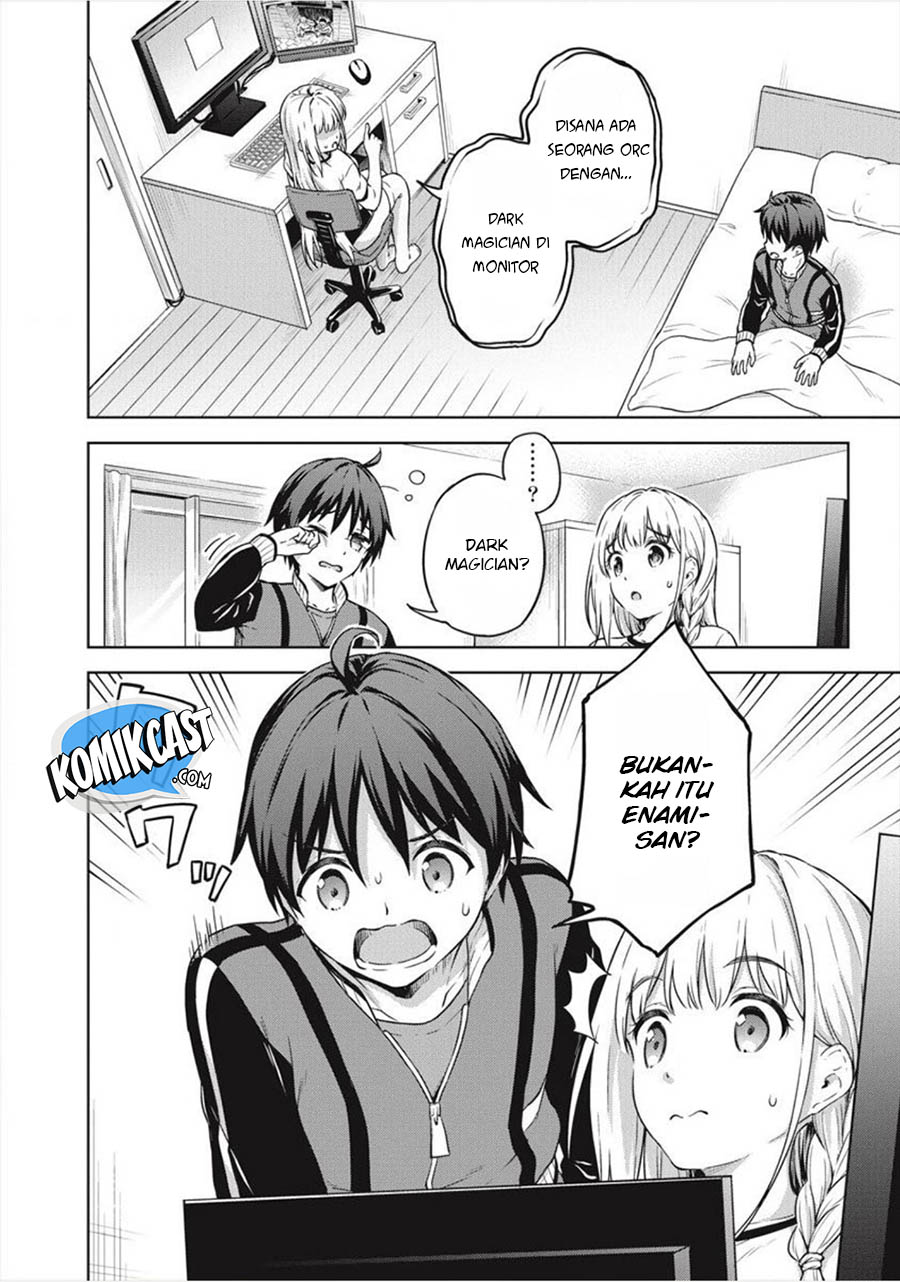 DISANA ADA
SEORANG ORC
DENGAN...
DARK
MAGICIAN DI
MONITOR
......?
DARK
MAGICIAN?
BUKAN-
KAH ITU
ENAMI-
SAN?
KOMIKCAST
.COM